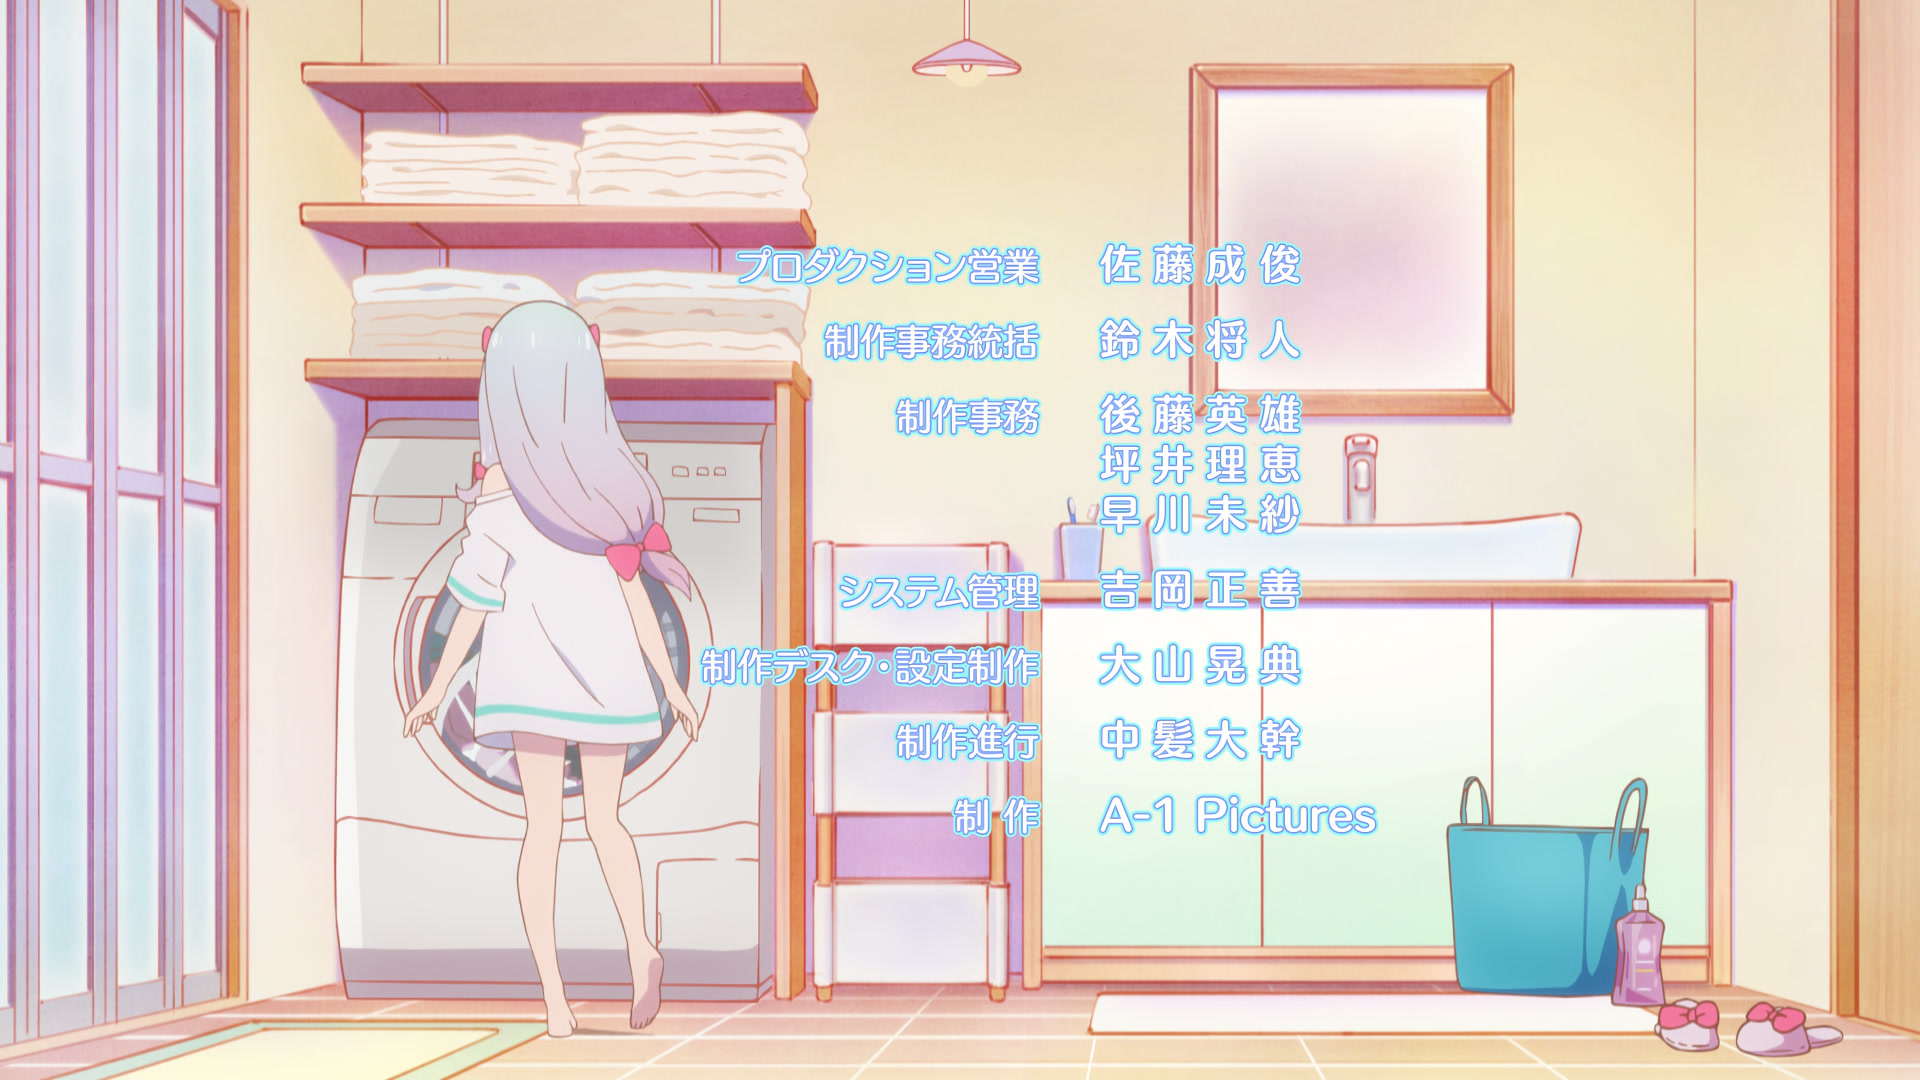 プロダクション営業 佐藤成俊
制作事務統括 鈴木将人
制作事務 後藤英雄
坪井理恵
早川未紗
システム管理 吉岡正善
制作デスク・設定制作 大山晃典
制作進行 中髪大幹
制作 A-1 Pictures